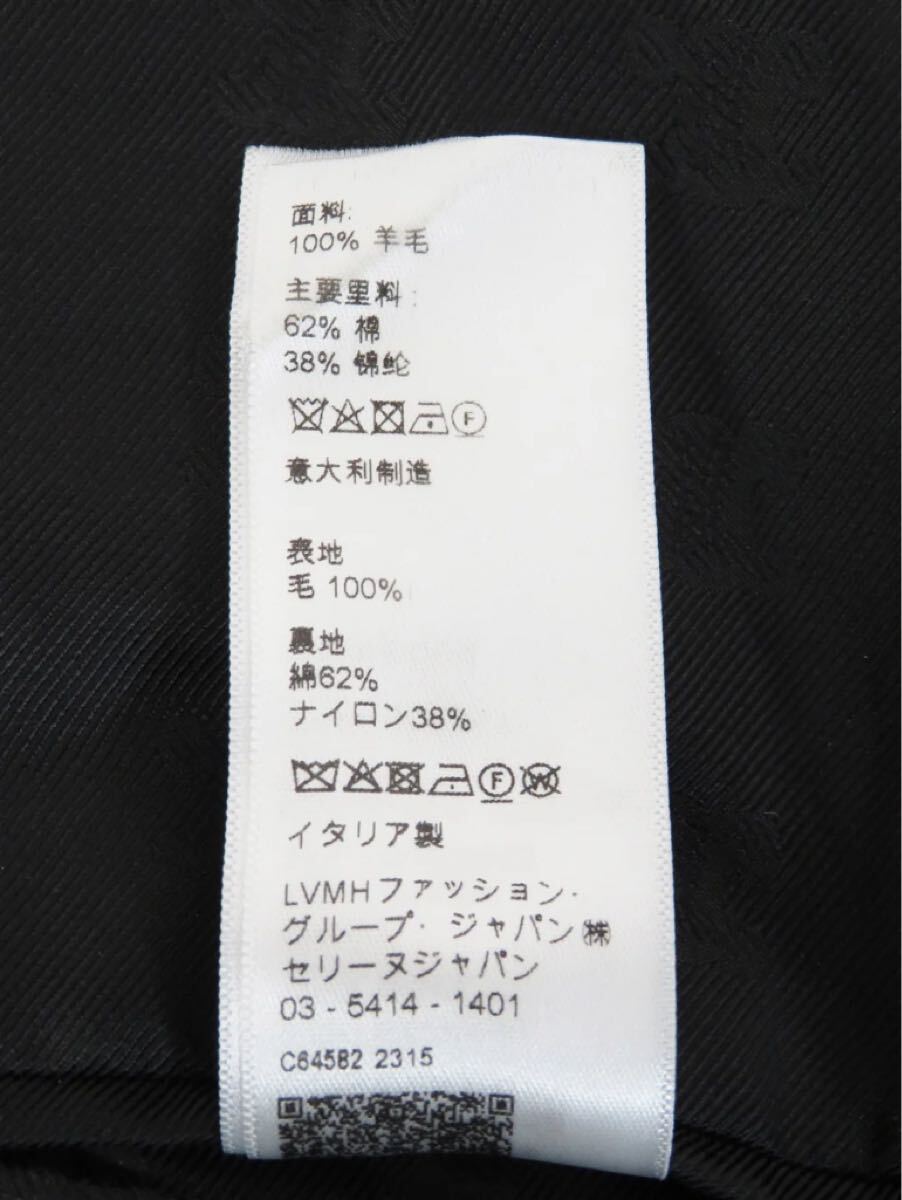 面料:
100% 羊毛
主要里料:
62% 棉
38% 锦纶
F
意大利制造
表地
毛 100%
裏地
綿62%
ナイロン38%
F W
イタリア製
LVMHファッション・
グループ・ジャパン㈱
セリーヌジャパン
03 - 5414 - 1401
C64582 2315